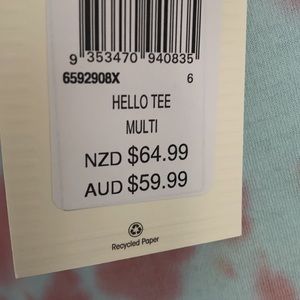 9 353470 940835
6592908X 6
HELLO TEE
MULTI
NZD $64.99
AUD $59.99
Recycled Paper